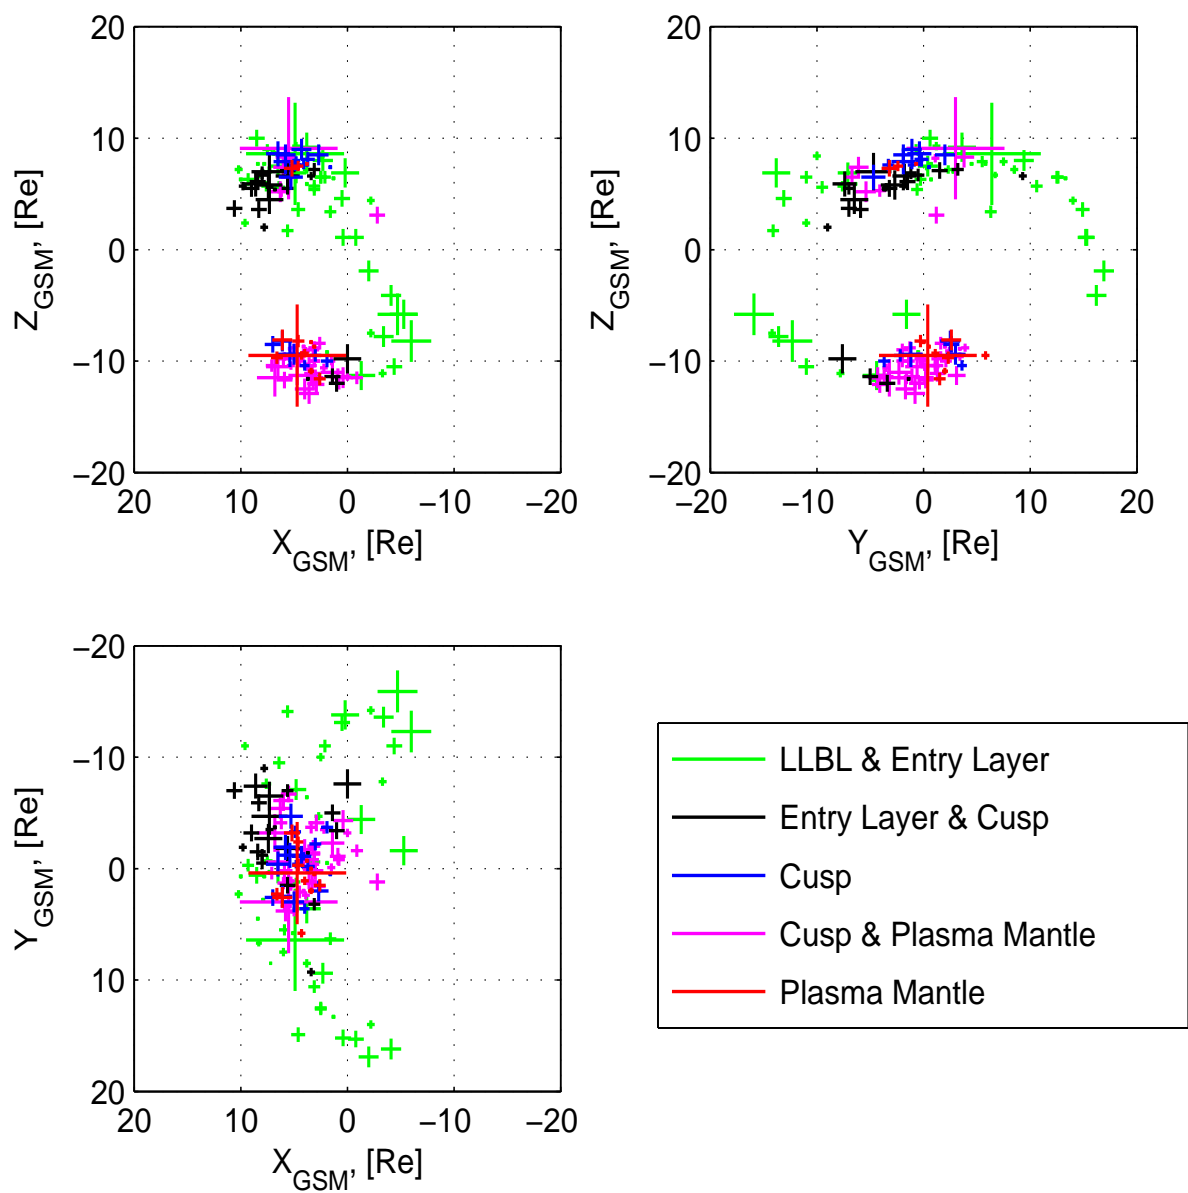 20
10
0
−10
−20
Z_GSM, [Re]
20 10 0 −10 −20
X_GSM, [Re]
20
10
0
−10
−20
Z_GSM, [Re]
−20 −10 0 10 20
Y_GSM, [Re]
−20
−10
0
10
20
Y_GSM, [Re]
20 10 0 −10 −20
X_GSM, [Re]
LLBL & Entry Layer
Entry Layer & Cusp
Cusp
Cusp & Plasma Mantle
Plasma Mantle